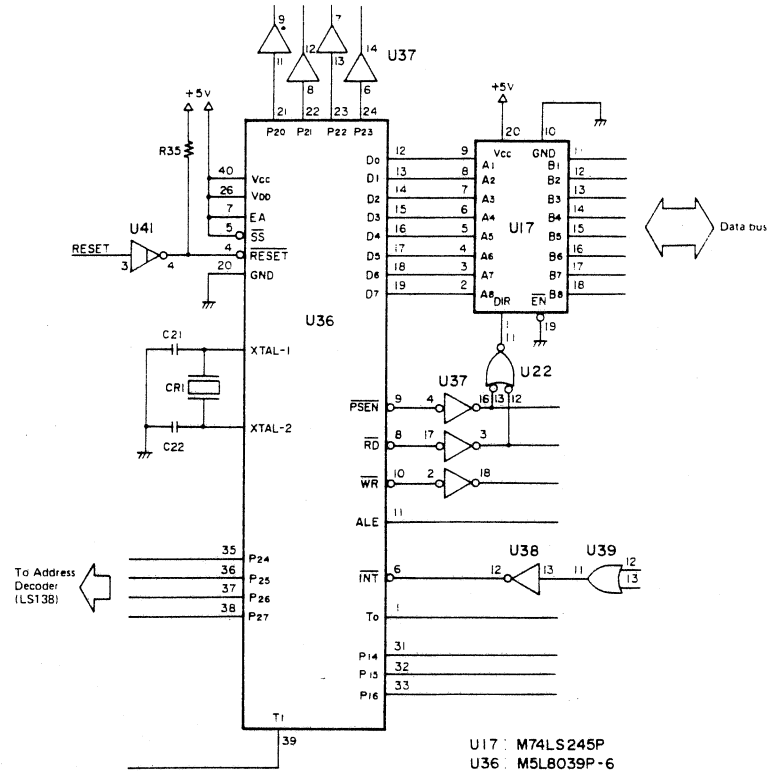 9 12 7 14
U37
11 8 13 6
+5V
+5V
21 22 23 24
P20 P21 P22 P23
20 10
R35
Vcc GND
D0 12 9 A1 B1 11
D1 13 8 A2 B2 12
D2 14 7 A3 B3 13
D3 15 6 A4 B4 14
D4 16 5 A5 B5 15
D5 17 4 A6 B6 16
D6 18 3 A7 B7 17
D7 19 2 A8 B8 18
U17
Data bus
DIR EN 19
1
11
40 Vcc
26 VDD
7 EA
5 SS
4 RESET
20 GND
U41
RESET
3 4
U36
C21
XTAL-1
CR1
XTAL-2
C22
U22
U37
PSEN 9 4 16 13 12
RD 8 17 3
WR 10 2 18
ALE 11
U38 U39
INT 6 12 13 11 12
13
To 1
P14 31
P15 32
P16 33
35 P24
36 P25
37 P26
38 P27
To Address
Decoder
(LS138)
T1
39
U17 : M74LS245P
U36 : M5L8039P-6